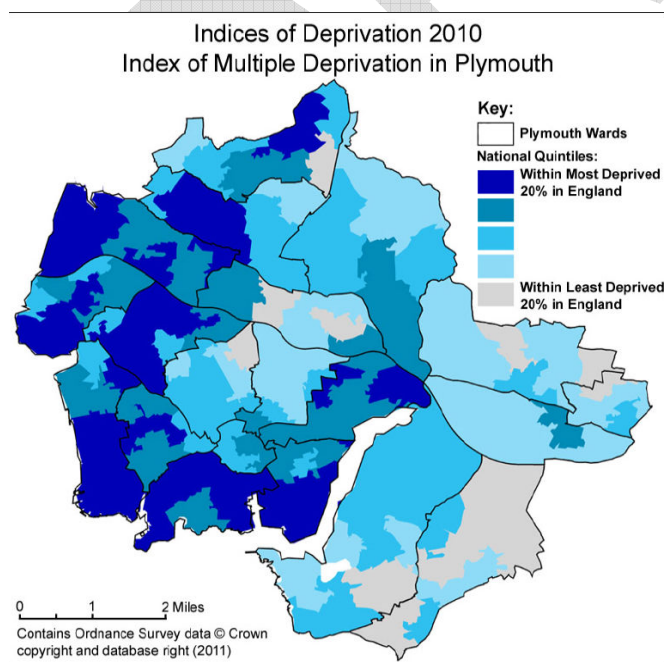 Indices of Deprivation 2010
Index of Multiple Deprivation in Plymouth
Key:
Plymouth Wards
National Quintiles:
Within Most Deprived
20% in England
Within Least Deprived
20% in England
0 1 2 Miles
Contains Ordnance Survey data © Crown
copyright and database right (2011)